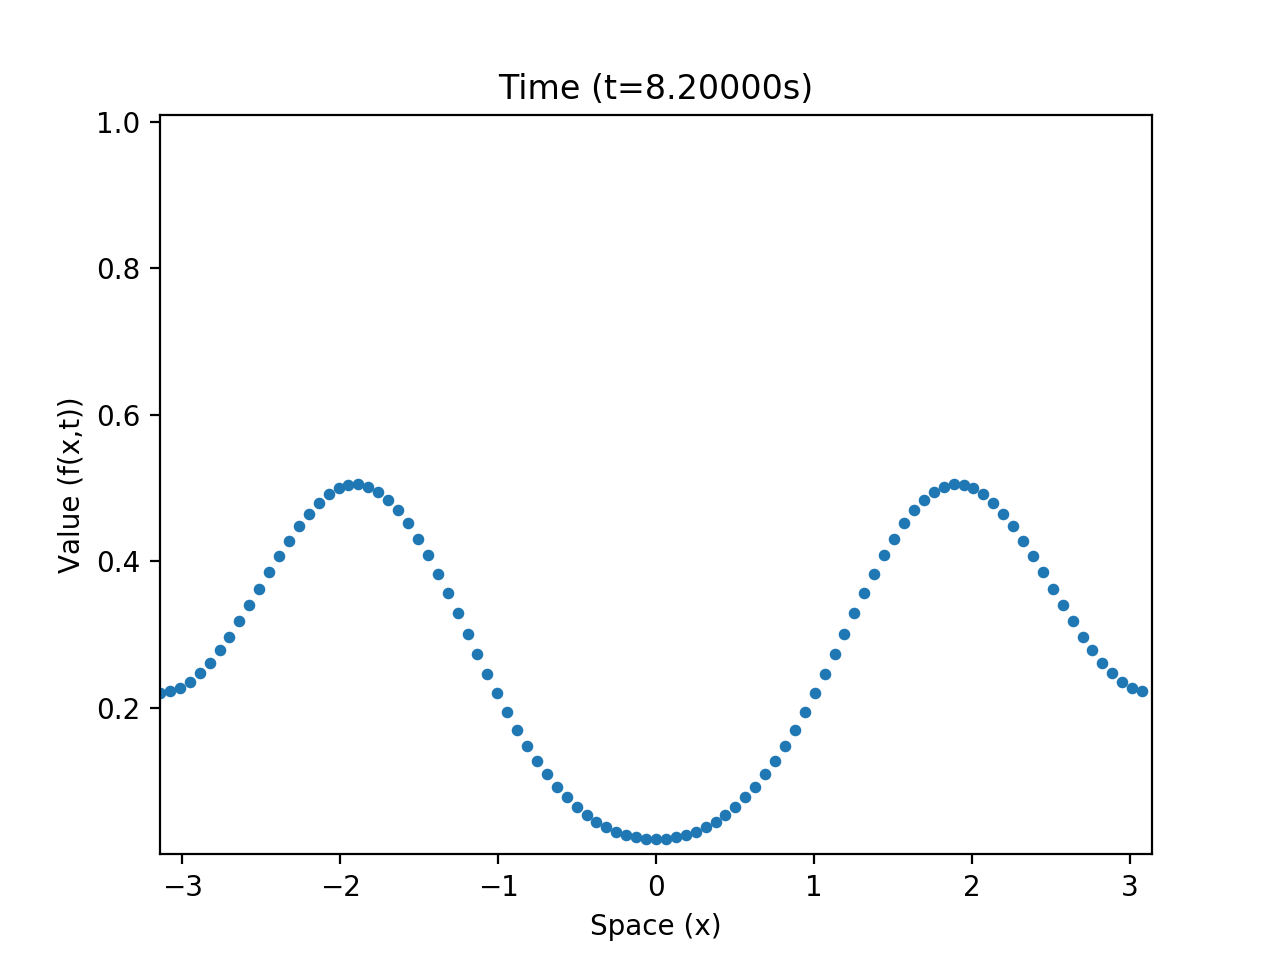 Time (t=8.20000s)
1.0
0.8
0.6
0.4
0.2
Value (f(x,t))
−3 −2 −1 0 1 2 3
Space (x)